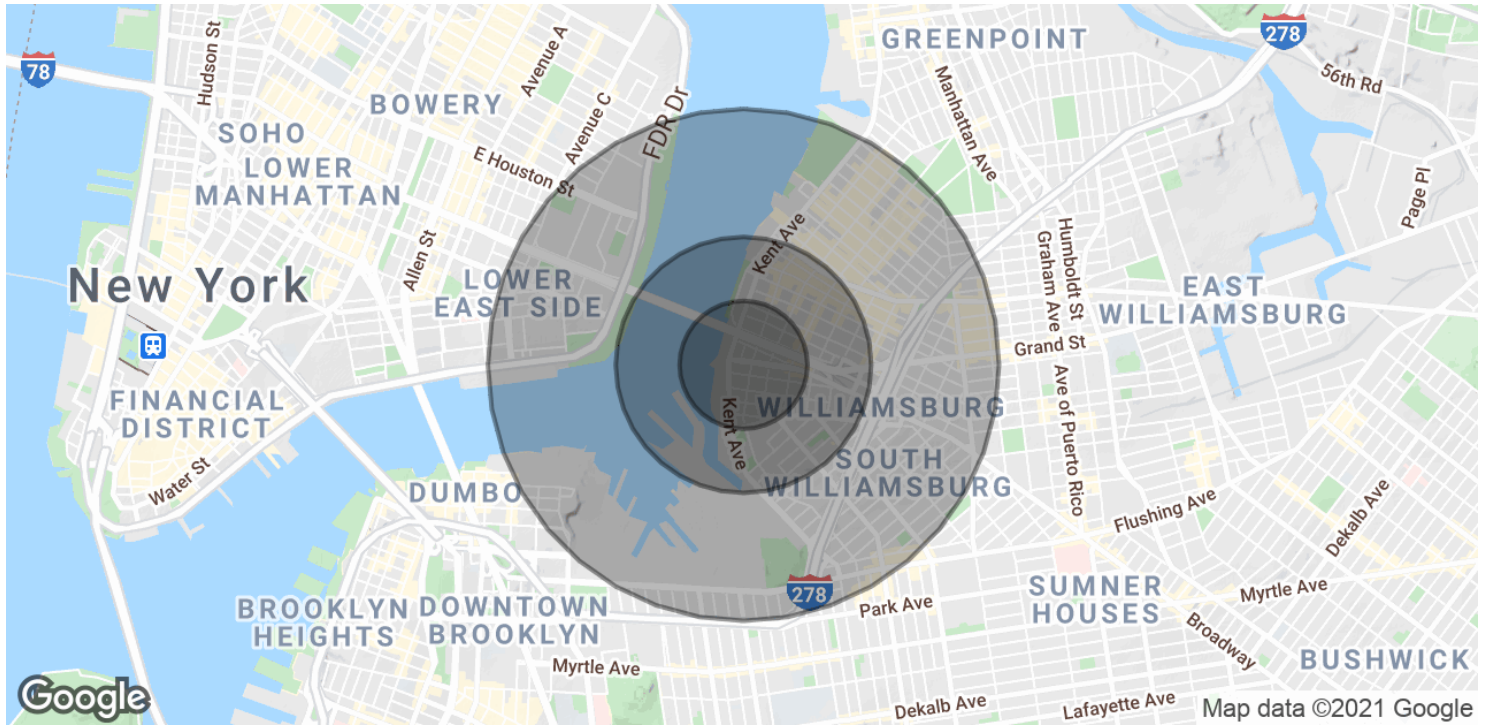 78
Hudson St
BOWERY
Avenue A
Avenue C
FDR Dr
GREENPOINT
278
56th Rd
SOHO
LOWER
MANHATTAN
E Houston St
Manhattan Ave
Page Pl
New York
Allen St
LOWER
EAST SIDE
Kent Ave
Humboldt St
Graham Ave
EAST
WILLIAMSBURG
Grand St
FINANCIAL
DISTRICT
Water St
Kent Ave
WILLIAMSBURG
SOUTH
WILLIAMSBURG
Ave of Puerto Rico
DUMBO
Flushing Ave
Dekalb Ave
BROOKLYN
HEIGHTS
DOWNTOWN
BROOKLYN
278
Park Ave
SUMNER
HOUSES
Myrtle Ave
Broadway
Myrtle Ave
BUSHWICK
Dekalb Ave
Lafayette Ave
Google
Map data ©2021 Google